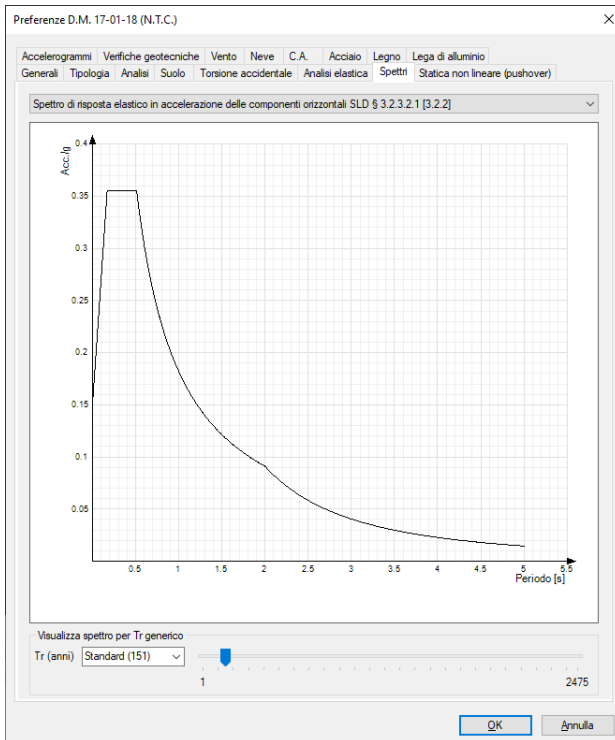 Preferenze D.M. 17-01-18 (N.T.C.)
Accelerogrammi Verifiche geotecniche Vento Neve C.A. Acciaio Legno Lega di alluminio
Generali Tipologia Analisi Suolo Torsione accidentale Analisi elastica Spettri Statica non lineare (pushover)
Spettro di risposta elastico in accelerazione delle componenti orizzontali SLD § 3.2.3.2.1 [3.2.2]
Acc./g
0.4
0.35
0.3
0.25
0.2
0.15
0.1
0.05
0.5 1 1.5 2 2.5 3 3.5 4 4.5 5 5.5
Periodo [s]
Visualizza spettro per Tr generico
Tr (anni) Standard (151)
1 2475
OK Annulla